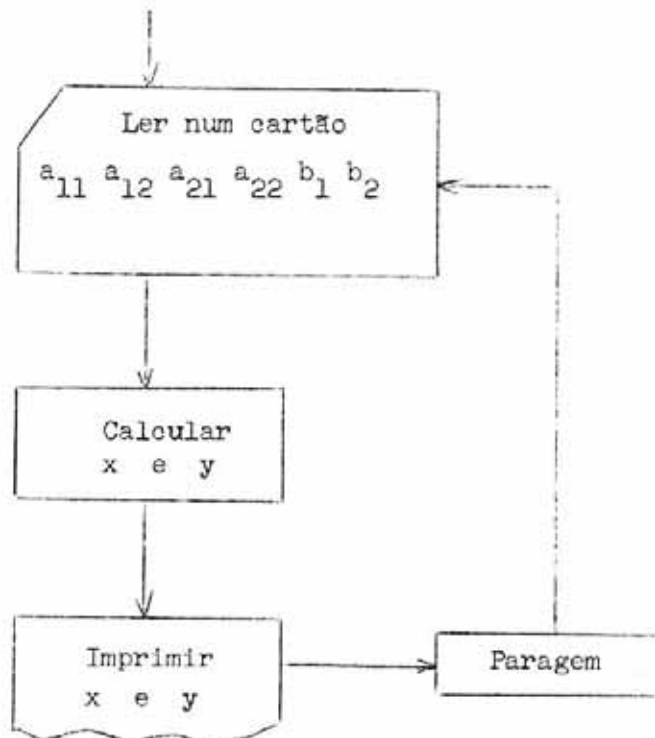 Ler num cartão
a11 a12 a21 a22 b1 b2
Calcular
x e y
Imprimir
x e y
Paragem